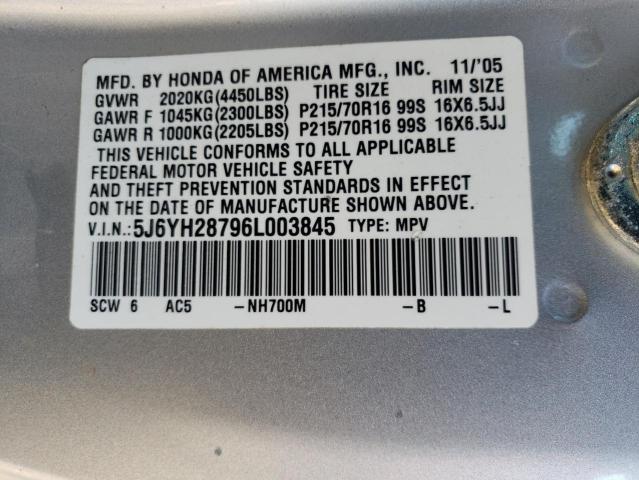 MFD. BY HONDA OF AMERICA MFG., INC. 11/'05
GVWR 2020KG(4450LBS) TIRE SIZE RIM SIZE
GAWR F 1045KG(2300LBS) P215/70R16 99S 16X6.5JJ
GAWR R 1000KG(2205LBS) P215/70R16 99S 16X6.5JJ
THIS VEHICLE CONFORMS TO ALL APPLICABLE
FEDERAL MOTOR VEHICLE SAFETY
AND THEFT PREVENTION STANDARDS IN EFFECT
ON THE DATE OF MANUFACTURE SHOWN ABOVE.
V.I.N.: 5J6YH28796L003845 TYPE: MPV
SCW 6 AC5 -NH700M -B -L